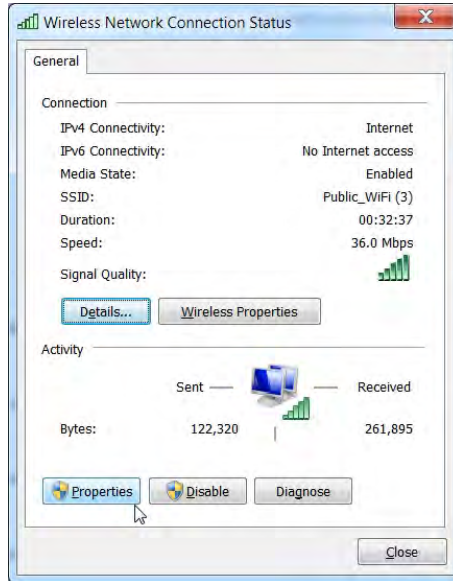 Wireless Network Connection Status
General
Connection
IPv4 Connectivity: Internet
IPv6 Connectivity: No Internet access
Media State: Enabled
SSID: Public_WiFi (3)
Duration: 00:32:37
Speed: 36.0 Mbps
Signal Quality:
Details... Wireless Properties
Activity
Sent Received
Bytes: 122,320 261,895
Properties Disable Diagnose
Close